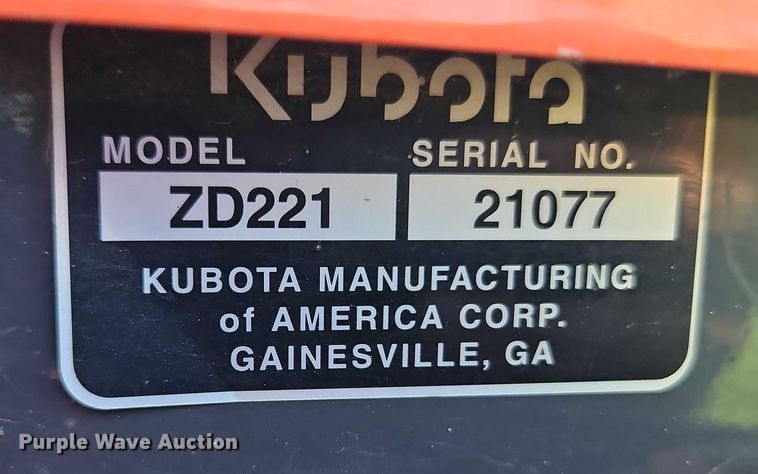 Kubota
MODEL SERIAL NO.
ZD221 21077
KUBOTA MANUFACTURING
of AMERICA CORP.
GAINESVILLE, GA
Purple Wave Auction